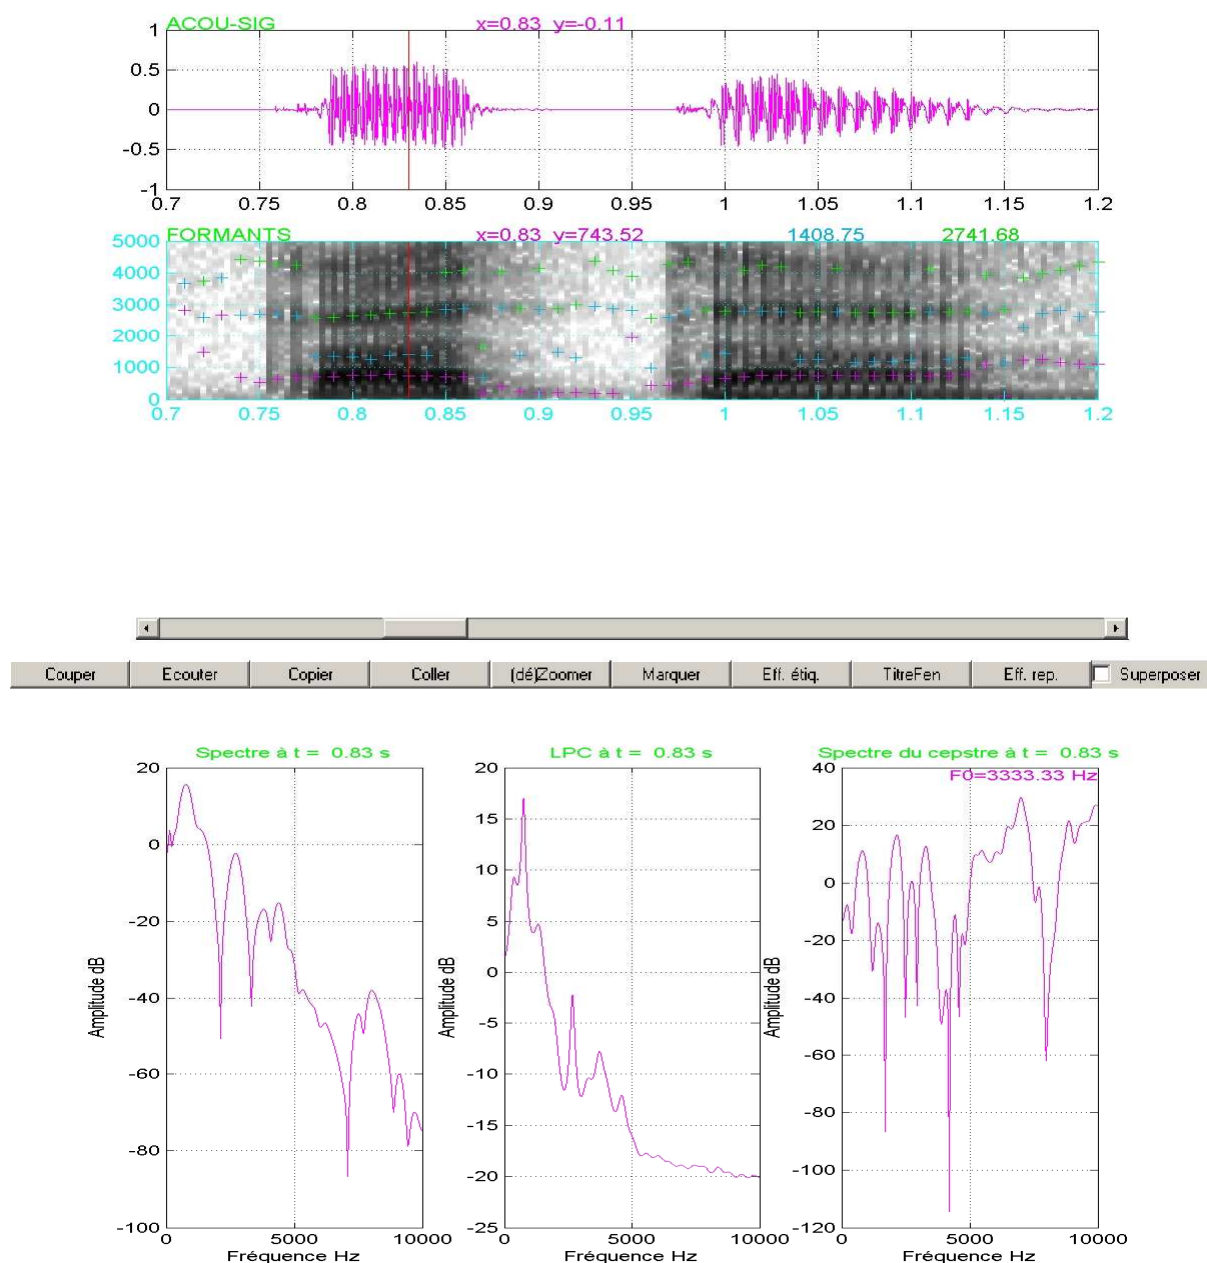 ACOU-SIG x=0.83 y=-0.11
1
0.5
0
-0.5
-1
0.7 0.75 0.8 0.85 0.9 0.95 1 1.05 1.1 1.15 1.2
FORMANTS x=0.83 y=743.52 1408.75 2741.68
5000
4000
3000
2000
1000
0
0.7 0.75 0.8 0.85 0.9 0.95 1 1.05 1.1 1.15 1.2
Couper Ecouter Copier Coller (dé)Zoomer Marquer Eff. étiq. TitreFen Eff. rep. Superposer
Spectre à t = 0.83 s
20
0
-20
-40
-60
-80
-100
Amplitude dB
0 5000 10000
Fréquence Hz
LPC à t = 0.83 s
20
15
10
5
0
-5
-10
-15
-20
-25
Amplitude dB
0 5000 10000
Fréquence Hz
Spectre du cepstre à t = 0.83 s
F0=3333.33 Hz
40
20
0
-20
-40
-60
-80
-100
-120
Amplitude dB
0 5000 10000
Fréquence Hz